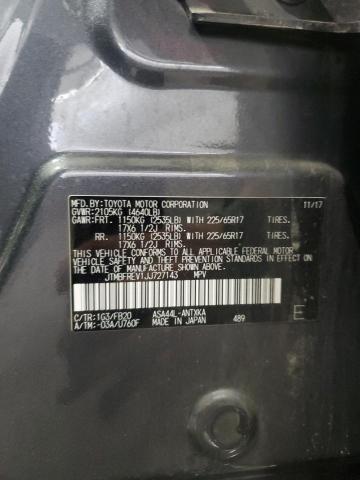 MFD. BY:TOYOTA MOTOR CORPORATION 11/17
GVWR:2105KG (4640LB)
GAWR:FRT. 1150KG (2535LB) WITH 225/65R17 TIRES.
17X6 1/2J RIMS.
RR. 1150KG (2535LB) WITH 225/65R17 TIRES.
17X6 1/2J RIMS.
THIS VEHICLE CONFORMS TO ALL APPLICABLE FEDERAL MOTOR
VEHICLE SAFETY, BUMPER, AND THEFT PREVENTION STANDARDS
IN EFFECT ON THE DATE OF MANUFACTURE SHOWN ABOVE.
JTMBFREV1JJ727143 MPV
C/TR:1G3/FB20 ASA44L-ANTXKA
A/TM:-03A/U760F MADE IN JAPAN 489 E